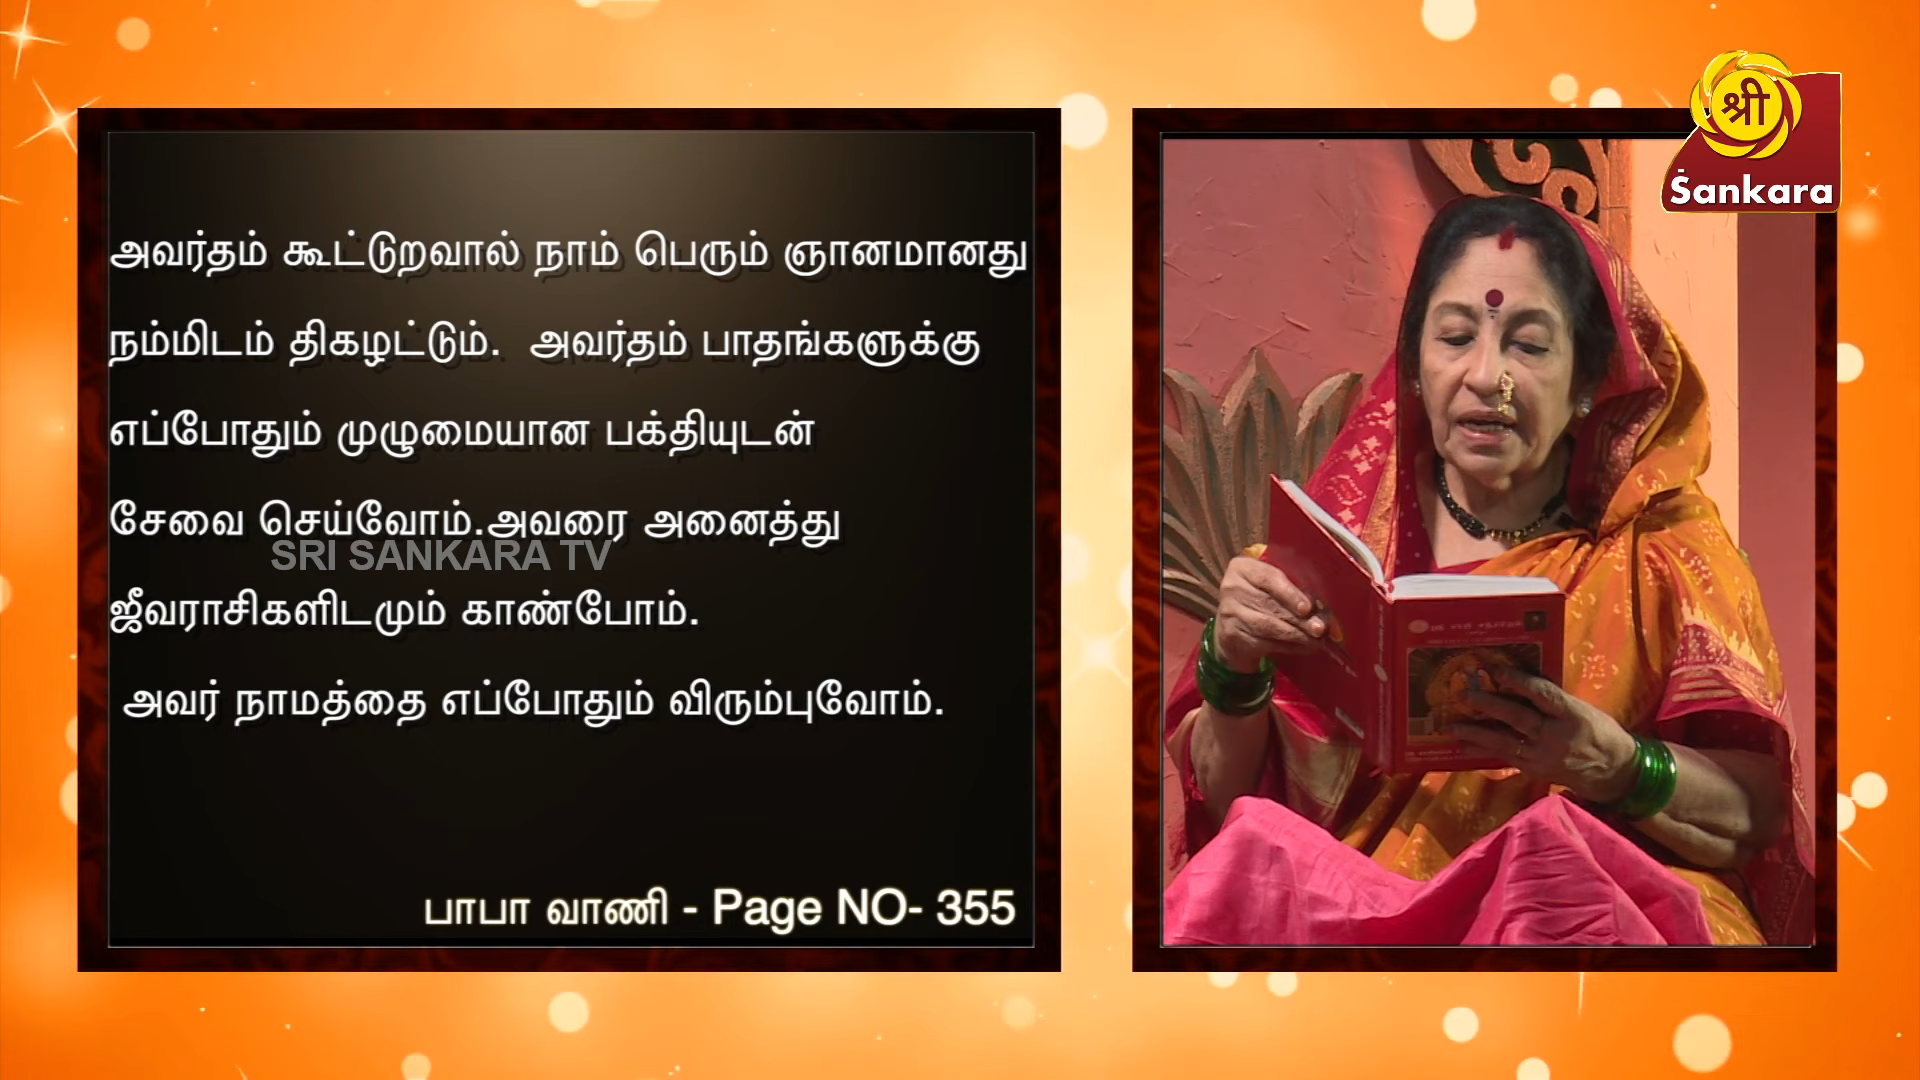 அவர்தம் கூட்டுறவால் நாம் பெரும் ஞானமானது
நம்மிடம் திகழட்டும். அவர்தம் பாதங்களுக்கு
எப்போதும் முழுமையான பக்தியுடன்
சேவை செய்வோம்.அவரை அனைத்து
SRI SANKARA TV
ஜீவராசிகளிடமும் காண்போம்.
அவர் நாமத்தை எப்போதும் விரும்புவோம்.
பாபா வாணி - Page NO- 355
श्री
Sankara